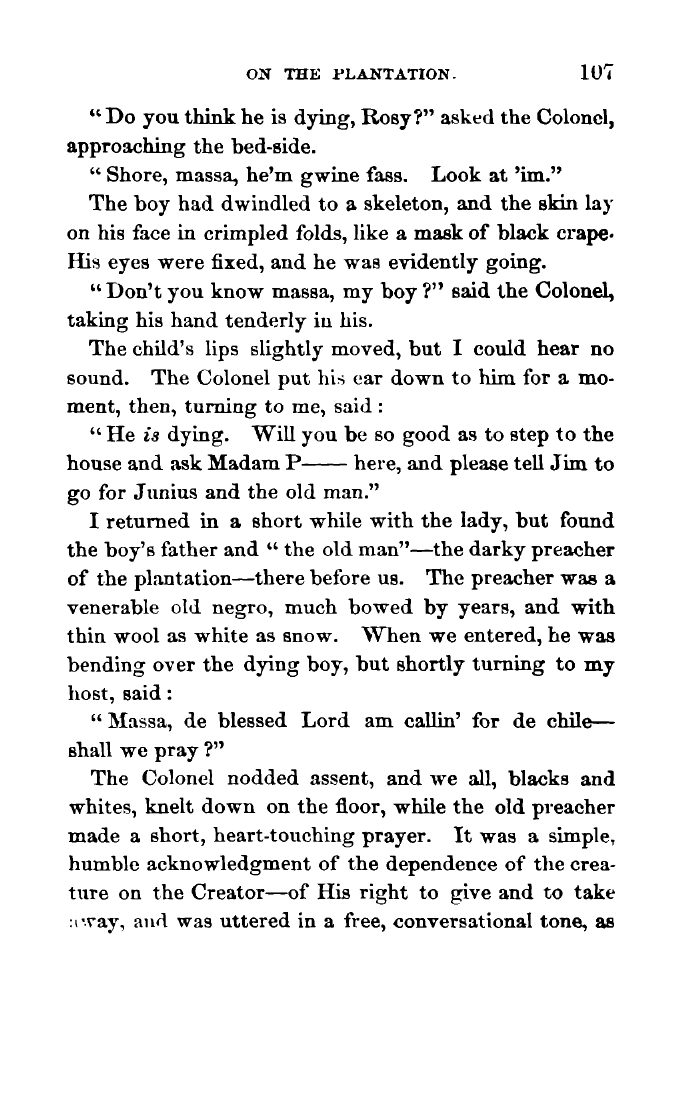 ON THE PLANTATION. 107
“Do you think he is dying, Rosy?” asked the Colonel,
approaching the bed-side.
“Shore, massa, he’m gwine fass. Look at ’im.”
The boy had dwindled to a skeleton, and the skin lay
on his face in crimpled folds, like a mask of black crape.
His eyes were fixed, and he was evidently going.
“Don’t you know massa, my boy?” said the Colonel,
taking his hand tenderly in his.
The child’s lips slightly moved, but I could hear no
sound. The Colonel put his ear down to him for a mo-
ment, then, turning to me, said:
“He is dying. Will you be so good as to step to the
house and ask Madam P—— here, and please tell Jim to
go for Junius and the old man.”
I returned in a short while with the lady, but found
the boy’s father and “the old man”—the darky preacher
of the plantation—there before us. The preacher was a
venerable old negro, much bowed by years, and with
thin wool as white as snow. When we entered, he was
bending over the dying boy, but shortly turning to my
host, said:
“Massa, de blessed Lord am callin’ for de chile—
shall we pray?”
The Colonel nodded assent, and we all, blacks and
whites, knelt down on the floor, while the old preacher
made a short, heart-touching prayer. It was a simple,
humble acknowledgment of the dependence of the crea-
ture on the Creator—of His right to give and to take
away, and was uttered in a free, conversational tone, as